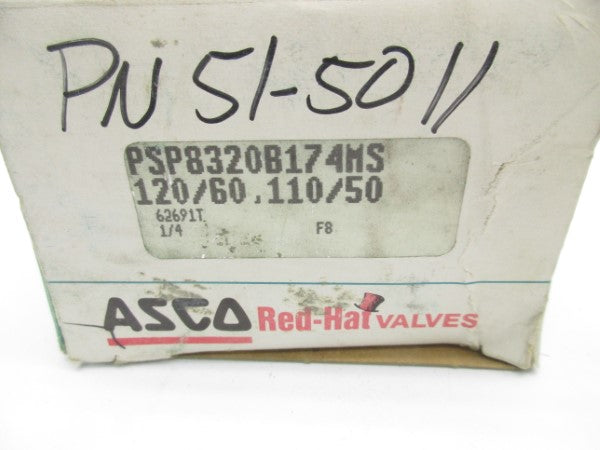 PN 51-5011
PSP8320B174MS
120/60,110/50
62691T
1/4 F8
ASCO Red-Hat VALVES